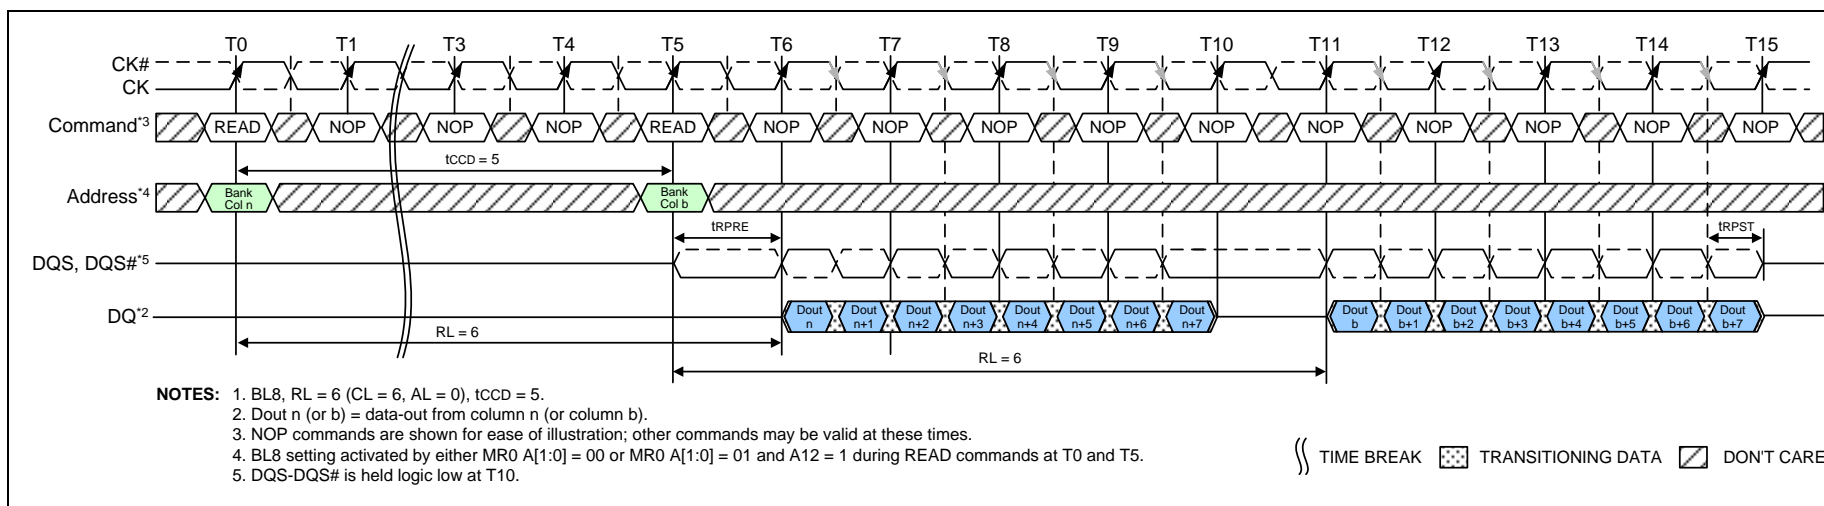 T0 T1 T3 T4 T5 T6 T7 T8 T9 T10 T11 T12 T13 T14 T15
CK#
CK
Command*3 READ NOP NOP NOP READ NOP NOP NOP NOP NOP NOP NOP NOP NOP NOP
tCCD = 5
Address*4 Bank Col n Bank Col b
tRPRE tRPST
DQS, DQS#*5
DQ*2 Dout n Dout n+1 Dout n+2 Dout n+3 Dout n+4 Dout n+5 Dout n+6 Dout n+7 Dout b Dout b+1 Dout b+2 Dout b+3 Dout b+4 Dout b+5 Dout b+6 Dout b+7
RL = 6
RL = 6
NOTES: 1. BL8, RL = 6 (CL = 6, AL = 0), tCCD = 5.
2. Dout n (or b) = data-out from column n (or column b).
3. NOP commands are shown for ease of illustration; other commands may be valid at these times.
4. BL8 setting activated by either MR0 A[1:0] = 00 or MR0 A[1:0] = 01 and A12 = 1 during READ commands at T0 and T5.
5. DQS-DQS# is held logic low at T10.
TIME BREAK TRANSITIONING DATA DON'T CARE